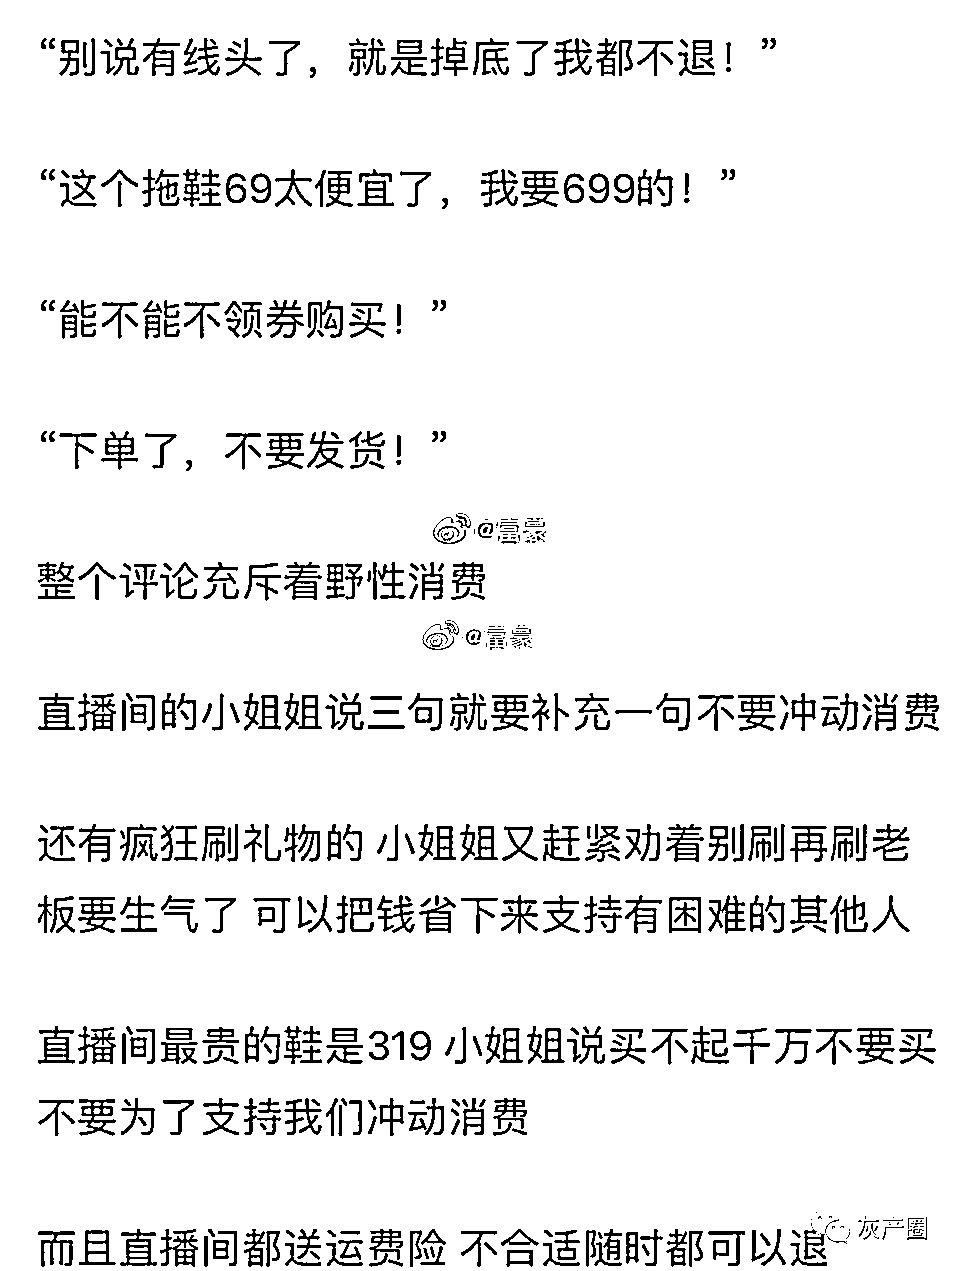 “别说有线头了，就是掉底了我都不退！”
“这个拖鞋69太便宜了，我要699的！”
“能不能不领券购买！”
“下单了，不要发货！”
整个评论充斥着野性消费
直播间的小姐姐说三句就要补充一句不要冲动消费
还有疯狂刷礼物的 小姐姐又赶紧劝着别刷再刷老
板要生气了 可以把钱省下来支持有困难的其他人
直播间最贵的鞋是319 小姐姐说买不起千万不要买
不要为了支持我们冲动消费
而且直播间都送运费险 不合适随时都可以退
灰产圈